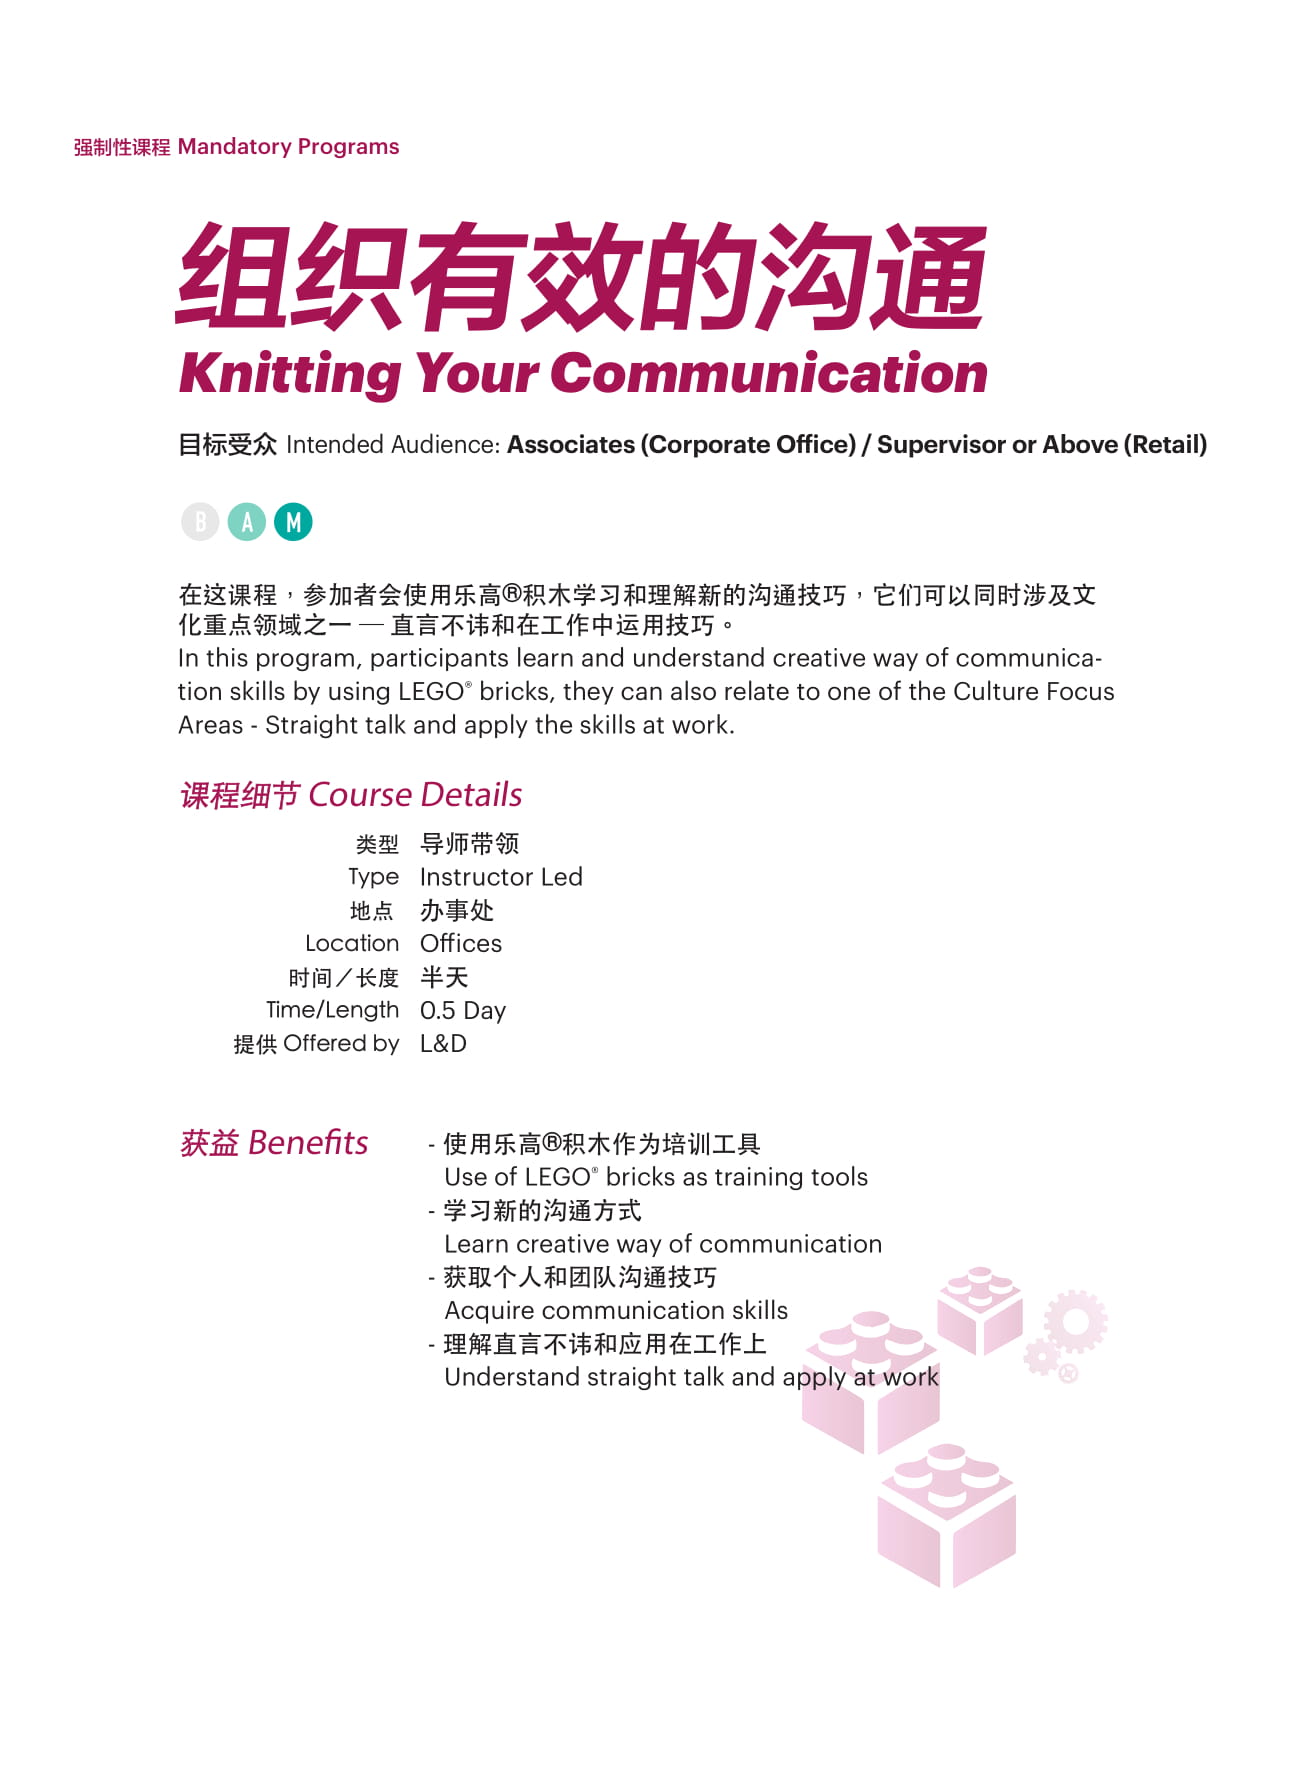 强制性课程 Mandatory Programs
组织有效的沟通
Knitting Your Communication
目标受众 Intended Audience: Associates (Corporate Office) / Supervisor or Above (Retail)
B A M
在这课程，参加者会使用乐高®积木学习和理解新的沟通技巧，它们可以同时涉及文
化重点领域之一 — 直言不讳和在工作中运用技巧。
In this program, participants learn and understand creative way of communica-
tion skills by using LEGO® bricks, they can also relate to one of the Culture Focus
Areas - Straight talk and apply the skills at work.
课程细节 Course Details
类型 导师带领
Type Instructor Led
地点 办事处
Location Offices
时间／长度 半天
Time/Length 0.5 Day
提供 Offered by L&D
获益 Benefits - 使用乐高®积木作为培训工具
Use of LEGO® bricks as training tools
- 学习新的沟通方式
Learn creative way of communication
- 获取个人和团队沟通技巧
Acquire communication skills
- 理解直言不讳和应用在工作上
Understand straight talk and apply at work